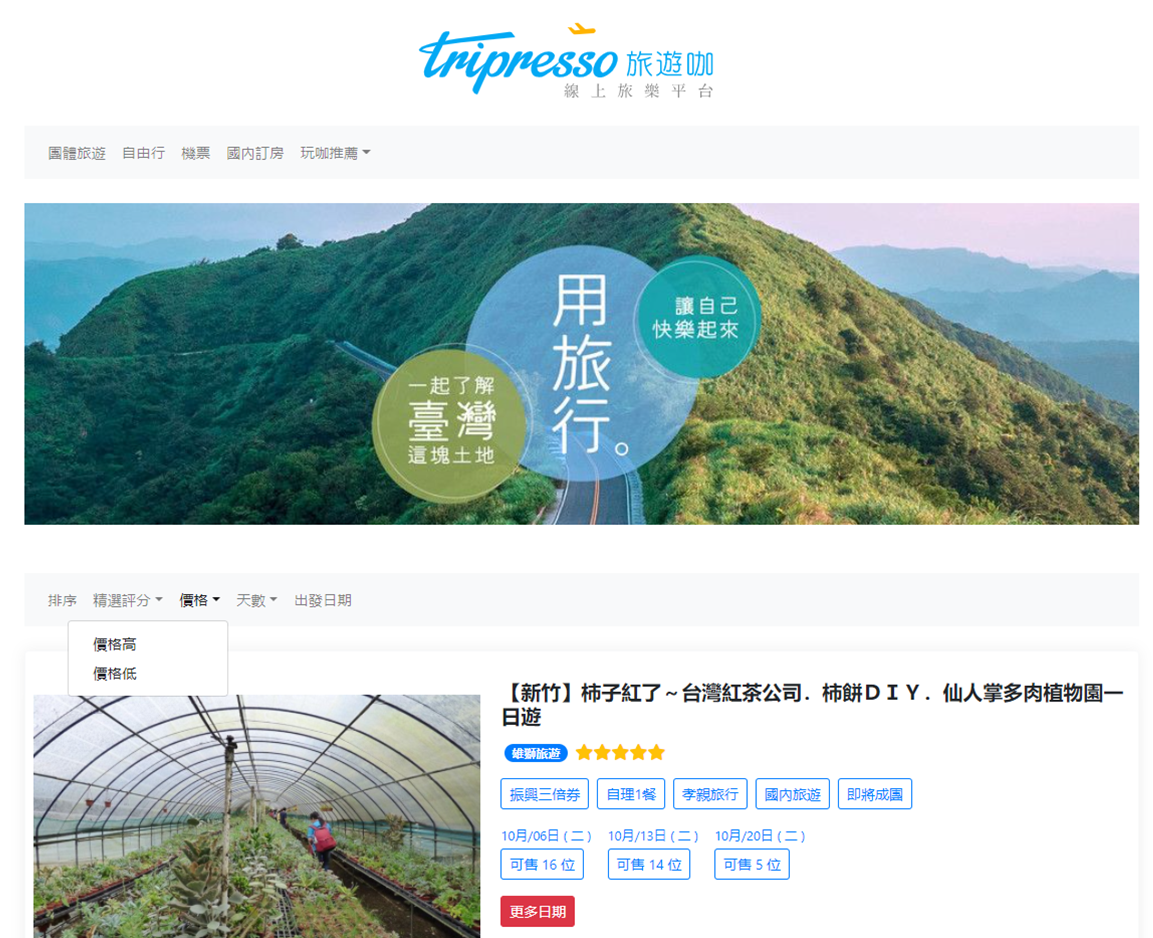 tripresso 旅遊咖
線上旅樂平台
團體旅遊 自由行 機票 國內訂房 玩咖推薦
用旅行。
讓自己
快樂起來
一起了解
臺灣
這塊土地
排序 精選評分 價格 天數 出發日期
價格高
價格低
【新竹】柿子紅了～台灣紅茶公司．柿餅ＤＩＹ．仙人掌多肉植物園一
日遊
雄獅旅遊
振興三倍券 自理1餐 孝親旅行 國內旅遊 即將成團
10月/06日 ( 二 ) 10月/13日 ( 二 ) 10月/20日 ( 二 )
可售 16 位 可售 14 位 可售 5 位
更多日期